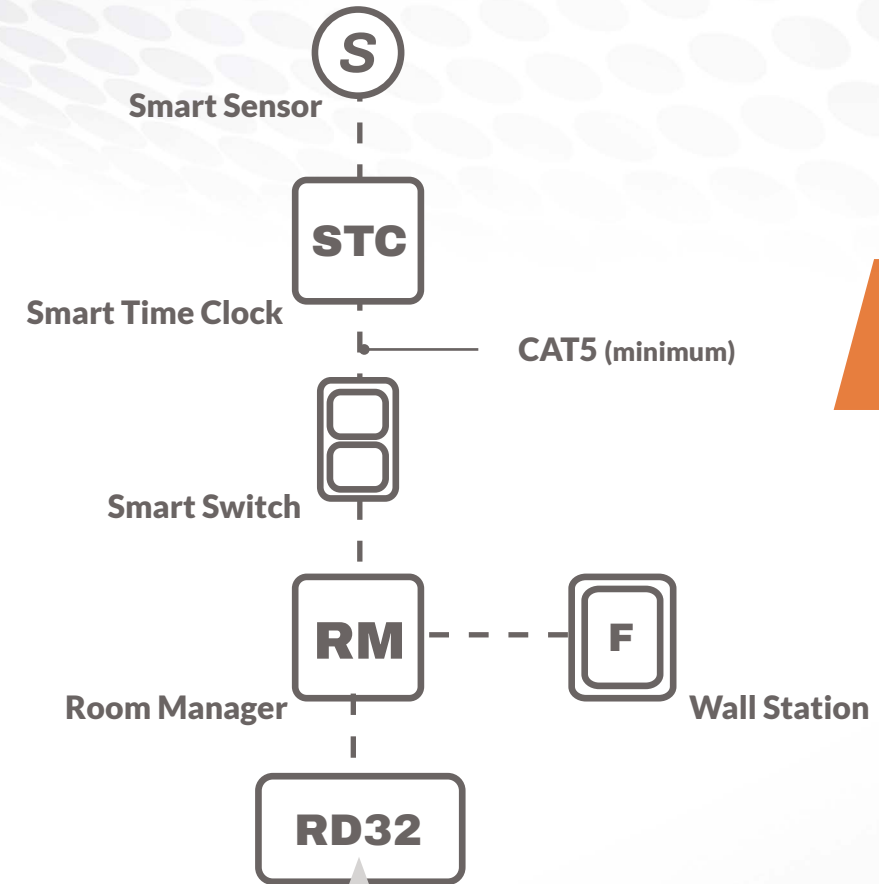 S
Smart Sensor
STC
Smart Time Clock
CAT5 (minimum)
Smart Switch
RM
F
Room Manager
Wall Station
RD32